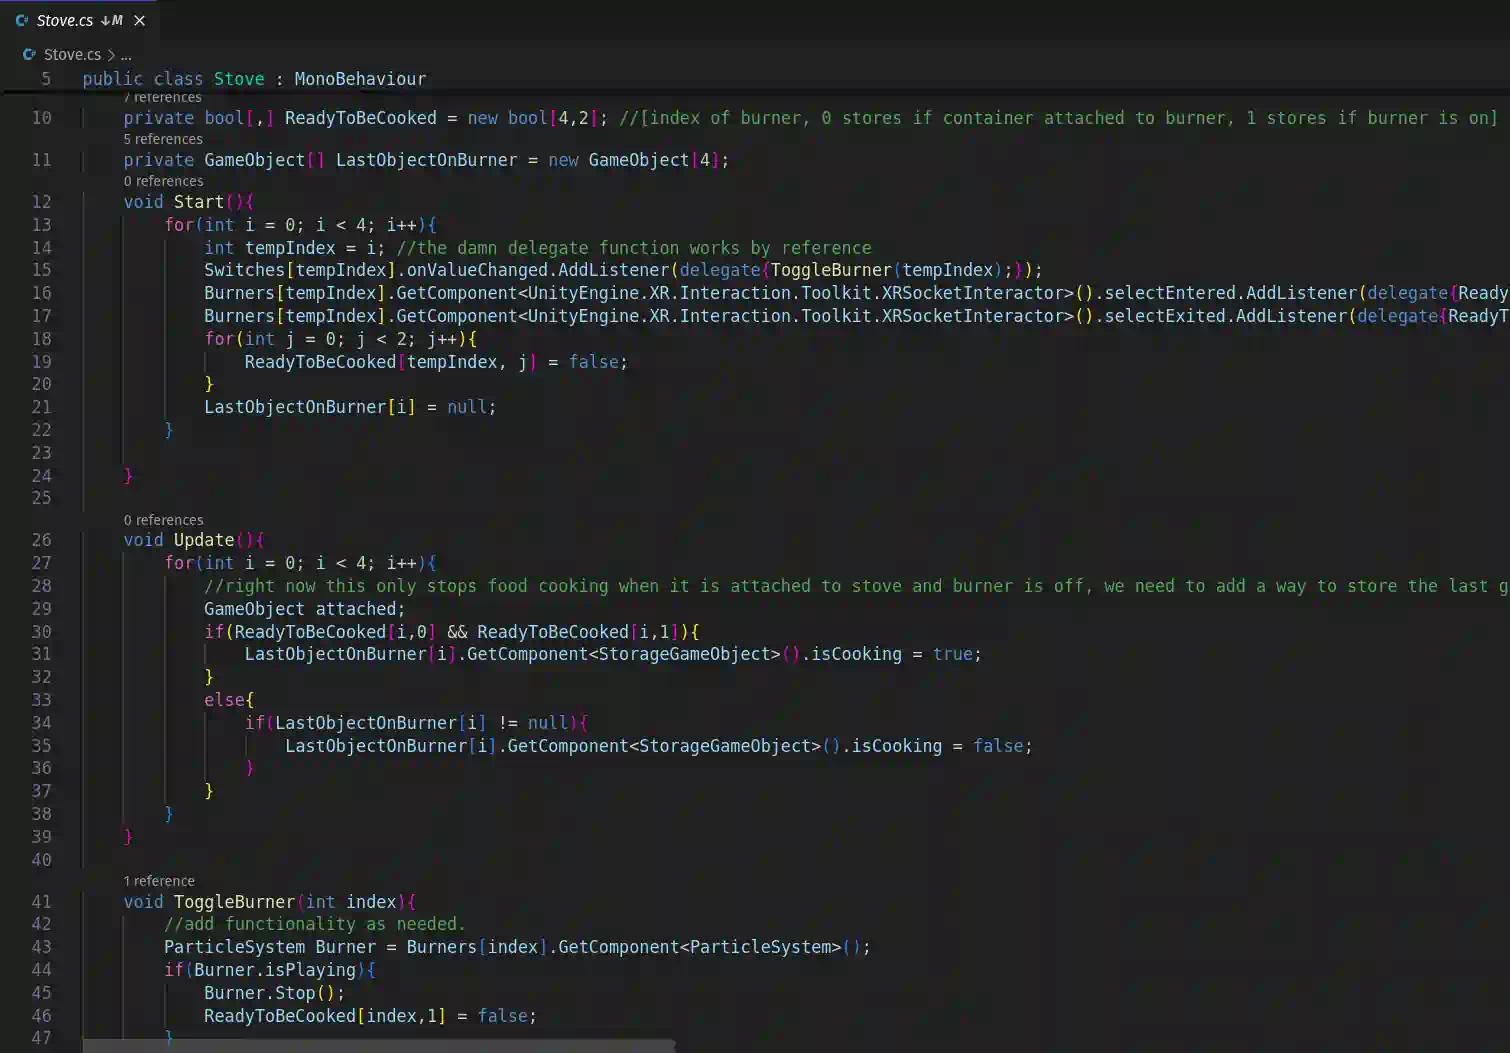 Stove.cs ↓M ×
Stove.cs > ...
5 public class Stove : MonoBehaviour
7 references
10 private bool[,] ReadyToBeCooked = new bool[4,2]; //[index of burner, 0 stores if container attached to burner, 1 stores if burner is on]
5 references
11 private GameObject[] LastObjectOnBurner = new GameObject[4];
0 references
12 void Start(){
13 for(int i = 0; i < 4; i++){
14 int tempIndex = i; //the damn delegate function works by reference
15 Switches[tempIndex].onValueChanged.AddListener(delegate{ToggleBurner(tempIndex);});
16 Burners[tempIndex].GetComponent<UnityEngine.XR.Interaction.Toolkit.XRSocketInteractor>().selectEntered.AddListener(delegate{Ready
17 Burners[tempIndex].GetComponent<UnityEngine.XR.Interaction.Toolkit.XRSocketInteractor>().selectExited.AddListener(delegate{ReadyT
18 for(int j = 0; j < 2; j++){
19 ReadyToBeCooked[tempIndex, j] = false;
20 }
21 LastObjectOnBurner[i] = null;
22 }
23
24 }
25
0 references
26 void Update(){
27 for(int i = 0; i < 4; i++){
28 //right now this only stops food cooking when it is attached to stove and burner is off, we need to add a way to store the last g
29 GameObject attached;
30 if(ReadyToBeCooked[i,0] && ReadyToBeCooked[i,1]){
31 LastObjectOnBurner[i].GetComponent<StorageGameObject>().isCooking = true;
32 }
33 else{
34 if(LastObjectOnBurner[i] != null){
35 LastObjectOnBurner[i].GetComponent<StorageGameObject>().isCooking = false;
36 }
37 }
38 }
39 }
40
1 reference
41 void ToggleBurner(int index){
42 //add functionality as needed.
43 ParticleSystem Burner = Burners[index].GetComponent<ParticleSystem>();
44 if(Burner.isPlaying){
45 Burner.Stop();
46 ReadyToBeCooked[index,1] = false;
47 }